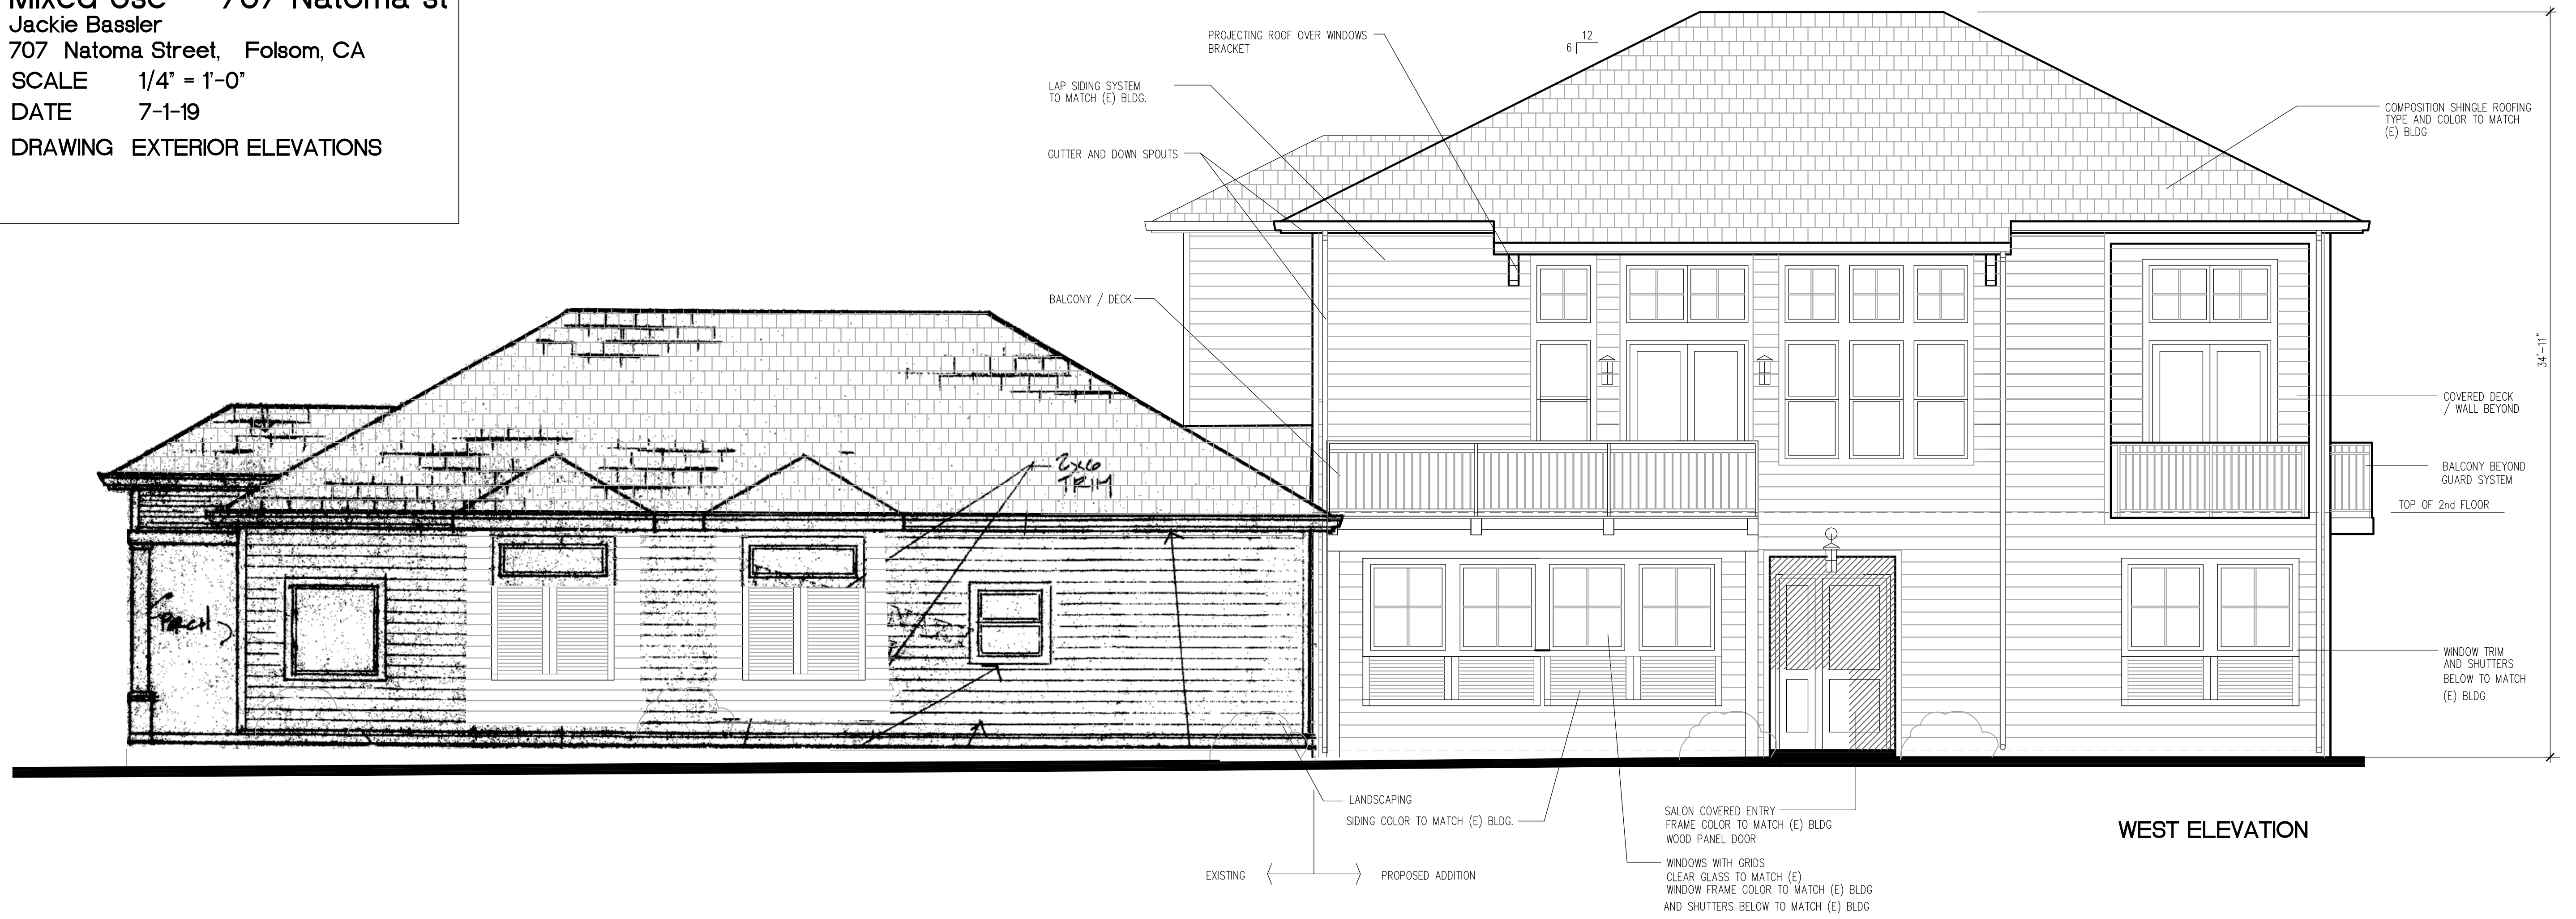 Mixed Use 707 Natoma st
Jackie Bassler
707 Natoma Street, Folsom, CA
SCALE 1/4" = 1'-0"
DATE 7-1-19
DRAWING EXTERIOR ELEVATIONS
PROJECTING ROOF OVER WINDOWS
BRACKET
12
6
LAP SIDING SYSTEM
TO MATCH (E) BLDG.
GUTTER AND DOWN SPOUTS
BALCONY / DECK
COMPOSITION SHINGLE ROOFING
TYPE AND COLOR TO MATCH
(E) BLDG
34'-11"
COVERED DECK
/ WALL BEYOND
BALCONY BEYOND
GUARD SYSTEM
TOP OF 2nd FLOOR
2x6
TRIM
PORCH
WINDOW TRIM
AND SHUTTERS
BELOW TO MATCH
(E) BLDG
LANDSCAPING
SIDING COLOR TO MATCH (E) BLDG.
SALON COVERED ENTRY
FRAME COLOR TO MATCH (E) BLDG
WOOD PANEL DOOR
WINDOWS WITH GRIDS
CLEAR GLASS TO MATCH (E)
WINDOW FRAME COLOR TO MATCH (E) BLDG
AND SHUTTERS BELOW TO MATCH (E) BLDG
EXISTING
PROPOSED ADDITION
WEST ELEVATION